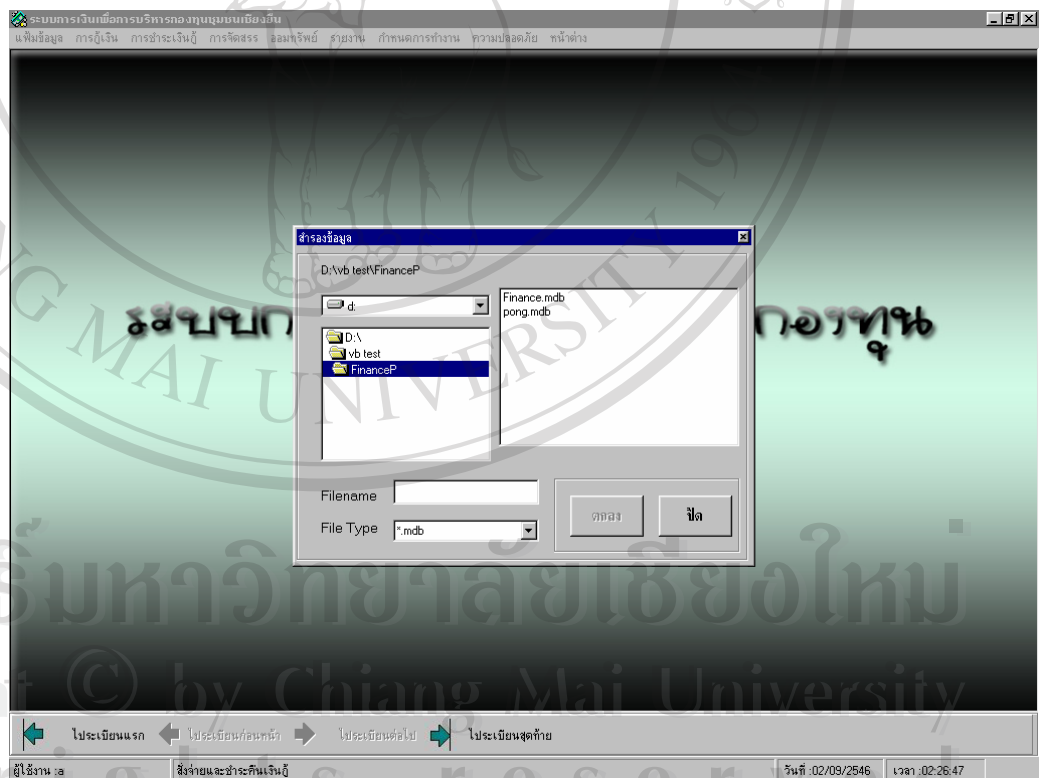 ระบบการเงินเพื่อการบริหารกองทุนชุมชนเชียงยืน
แฟ้มข้อมูล การกู้เงิน การชำระเงินกู้ การจัดสรร ออมทรัพย์ รายงาน กำหนดการทำงาน ความปลอดภัย หน้าต่าง
สำรองข้อมูล
D:\vb test\FinanceP
d:
Finance.mdb
pong.mdb
D:\
vb test
FinanceP
กองทุน
Filename
ตกลง
ปิด
File Type
*.mdb
ไประเบียนแรก ไประเบียนก่อนหน้า ไประเบียนต่อไป ไประเบียนสุดท้าย
ผู้ใช้งาน :a
สั่งจ่ายและชำระคืนเงินกู้
วันที่ :02/09/2546
เวลา :02:26:47
MAI UNIVERSITY 1964
มหาวิทยาลัยเชียงใหม่
© by Chiang Mai University